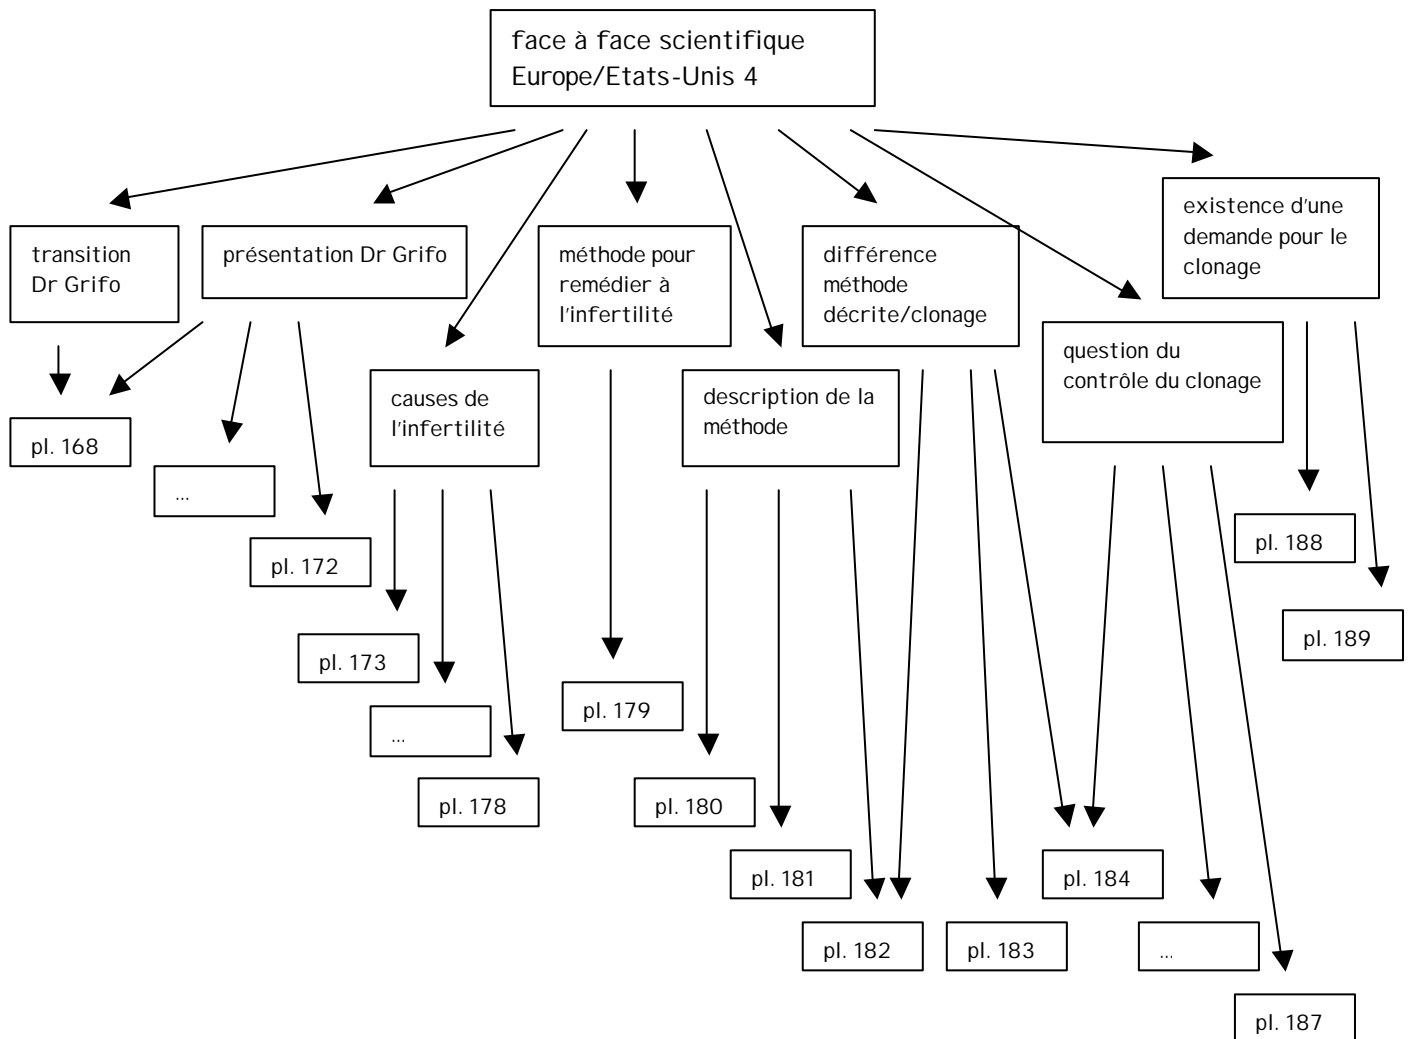 face à face scientifique
Europe/Etats-Unis 4
existence d'une
demande pour le
clonage
transition
Dr Grifo
présentation Dr Grifo
méthode pour
remédier à
l'infertilité
différence
méthode
décrite/clonage
question du
contrôle du clonage
causes de
l'infertilité
description de la
méthode
pl. 168
...
pl. 172
pl. 188
pl. 173
pl. 189
...
pl. 179
pl. 178
pl. 180
pl. 181
pl. 184
pl. 182
pl. 183
...
pl. 187